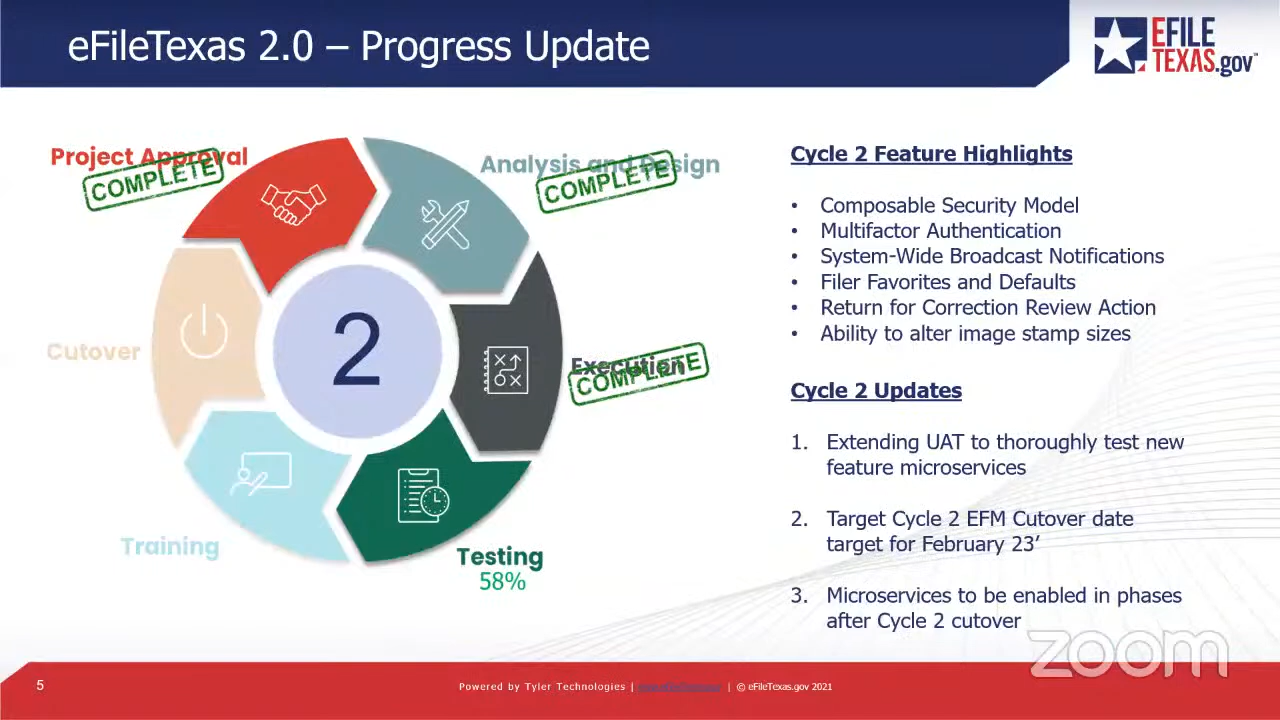 eFileTexas 2.0 – Progress Update
EFILE
TEXAS.gov™
Project Approval
COMPLETE
Analysis and Design
COMPLETE
Execution
COMPLETE
2
Cutover
Training
Testing
58%
Cycle 2 Feature Highlights
• Composable Security Model
• Multifactor Authentication
• System-Wide Broadcast Notifications
• Filer Favorites and Defaults
• Return for Correction Review Action
• Ability to alter image stamp sizes
Cycle 2 Updates
1. Extending UAT to thoroughly test new
feature microservices
2. Target Cycle 2 EFM Cutover date
target for February 23’
3. Microservices to be enabled in phases
after Cycle 2 cutover
zoom
5
Powered by Tyler Technologies | | © eFileTexas.gov 2021